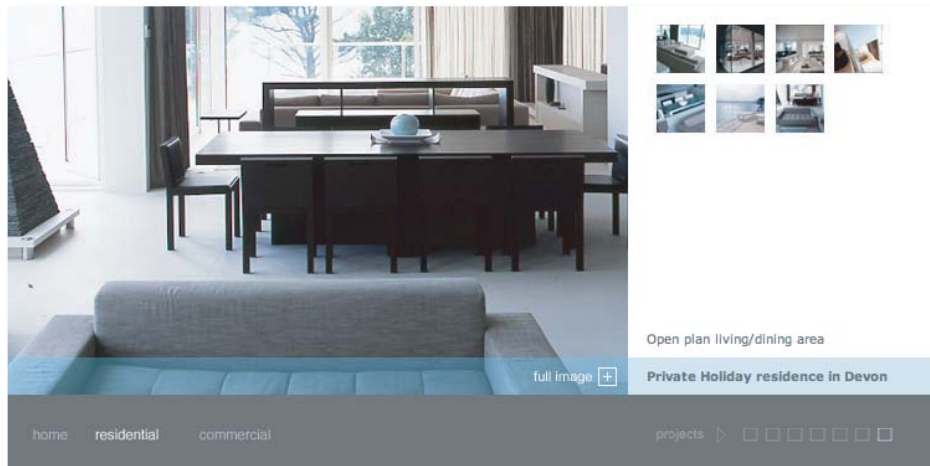 Open plan living/dining area
full image +
Private Holiday residence in Devon
home residential commercial
projects